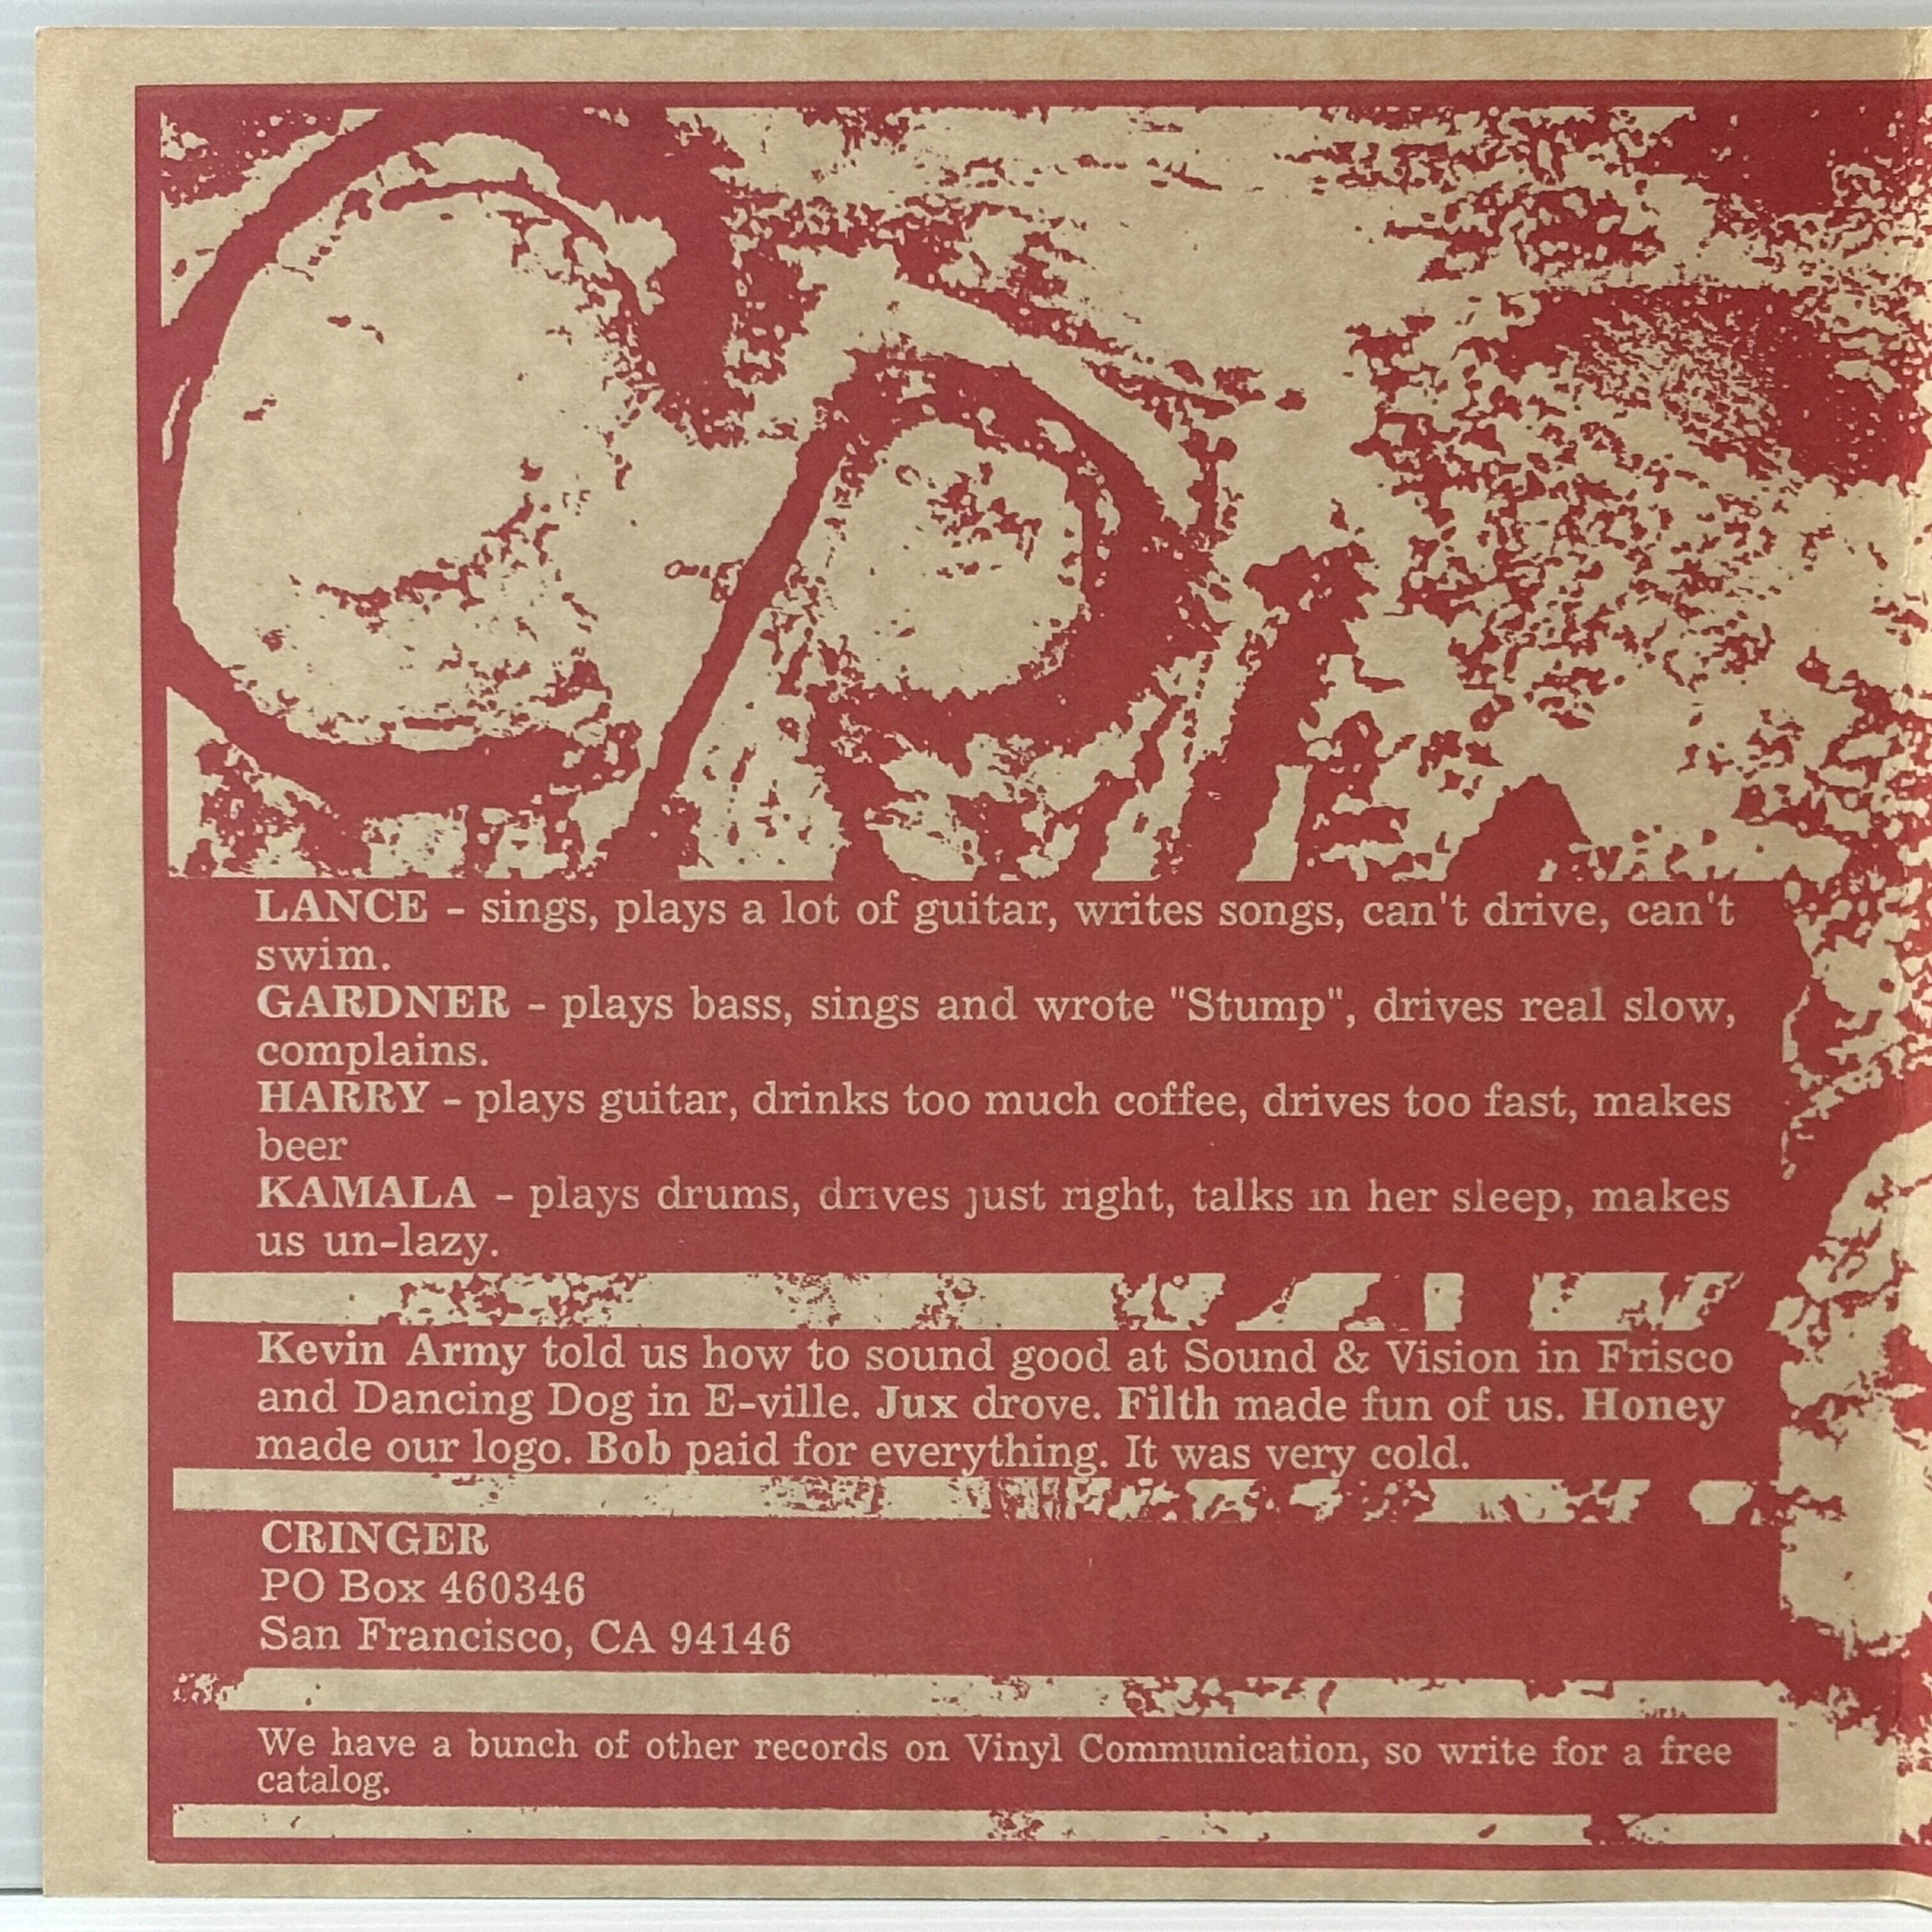 LANCE - sings, plays a lot of guitar, writes songs, can't drive, can't
swim.
GARDNER - plays bass, sings and wrote "Stump", drives real slow,
complains.
HARRY - plays guitar, drinks too much coffee, drives too fast, makes
beer
KAMALA - plays drums, drives just right, talks in her sleep, makes
us un-lazy.
Kevin Army told us how to sound good at Sound & Vision in Frisco
and Dancing Dog in E-ville. Jux drove. Filth made fun of us. Honey
made our logo. Bob paid for everything. It was very cold.
CRINGER
PO Box 460346
San Francisco, CA 94146
We have a bunch of other records on Vinyl Communication, so write for a free
catalog.